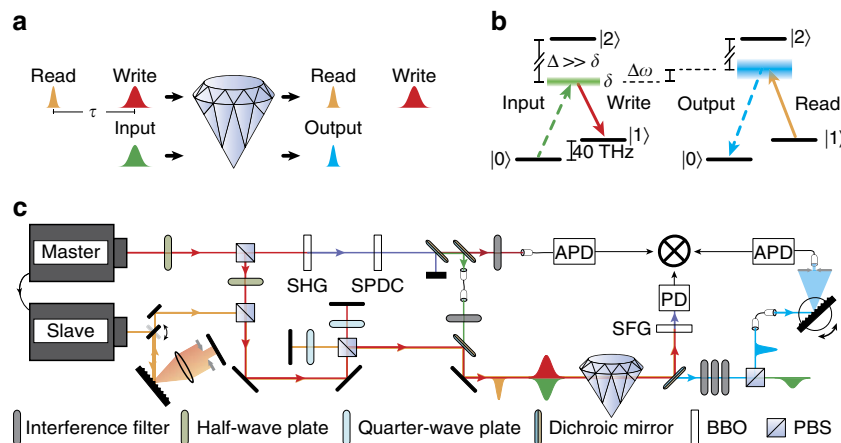 a
Read Write Read Write
τ
Input Output
b
|2⟩ |2⟩
Δ >> δ δ Δω
Input Write Output Read
|1⟩ |1⟩
|0⟩ 40 THz |0⟩
c
Master APD APD
SHG SPDC PD
Slave SFG
Interference filter Half-wave plate Quarter-wave plate Dichroic mirror BBO PBS